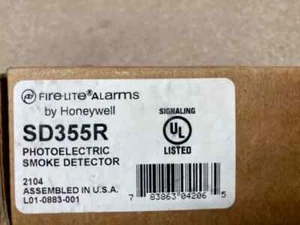 FIRE•LITE® ALARMS
by Honeywell
SD355R
PHOTOELECTRIC
SMOKE DETECTOR
2104
ASSEMBLED IN U.S.A.
L01-0883-001
SIGNALING
UL
®
LISTED
7 83863 04206 5